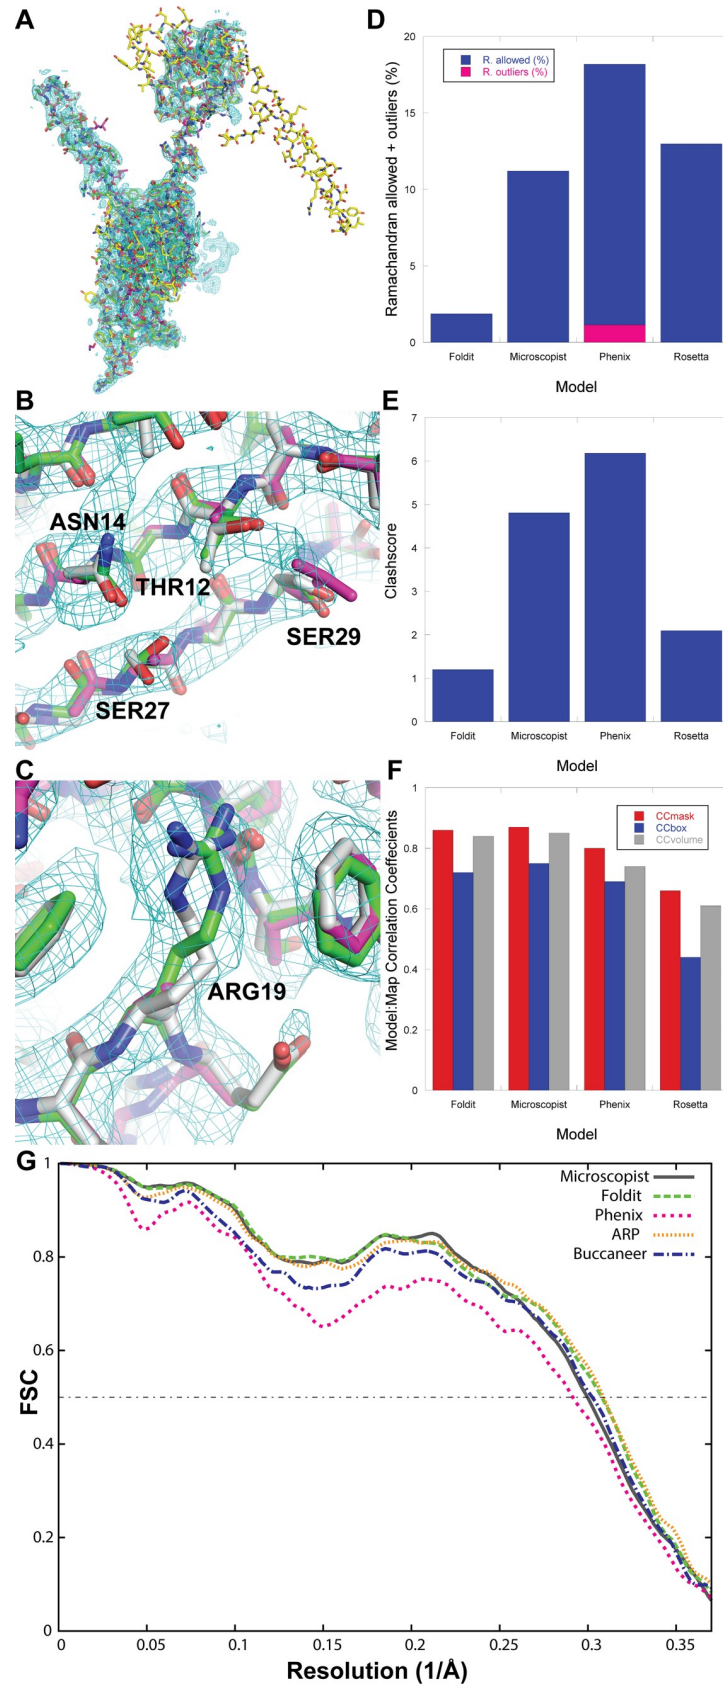 A
D
20
15
10
5
0
Ramachandran allowed + outliers (%)
R. allowed (%)
R. outliers (%)
Foldit Microscopist Phenix Rosetta
Model
B
ASN14
THR12
SER29
SER27
E
7
6
5
4
3
2
1
0
Clashscore
Foldit Microscopist Phenix Rosetta
Model
C
ARG19
F
1
0.8
0.6
0.4
0.2
0
Model:Map Correlation Coeffecients
CCmask
CCbox
CCvolume
Foldit Microscopist Phenix Rosetta
Model
G
1
0.8
0.6
0.4
0.2
0
FSC
Microscopist
Foldit
Phenix
ARP
Buccaneer
0 0.05 0.1 0.15 0.2 0.25 0.3 0.35
Resolution (1/Å)